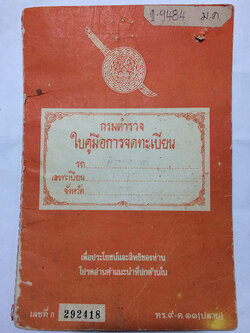 ข-9484 ม.ค.
กรมตำรวจ
ใบคู่มือการจดทะเบียน
รถ
เลขทะเบียน
จังหวัด
เพื่อประโยชน์และสิทธิของท่าน
โปรดอ่านคำแนะนำที่ปกด้านใน
เลขที่ ก 292418 ทร.๙-ต.๑๑(ปลาย)